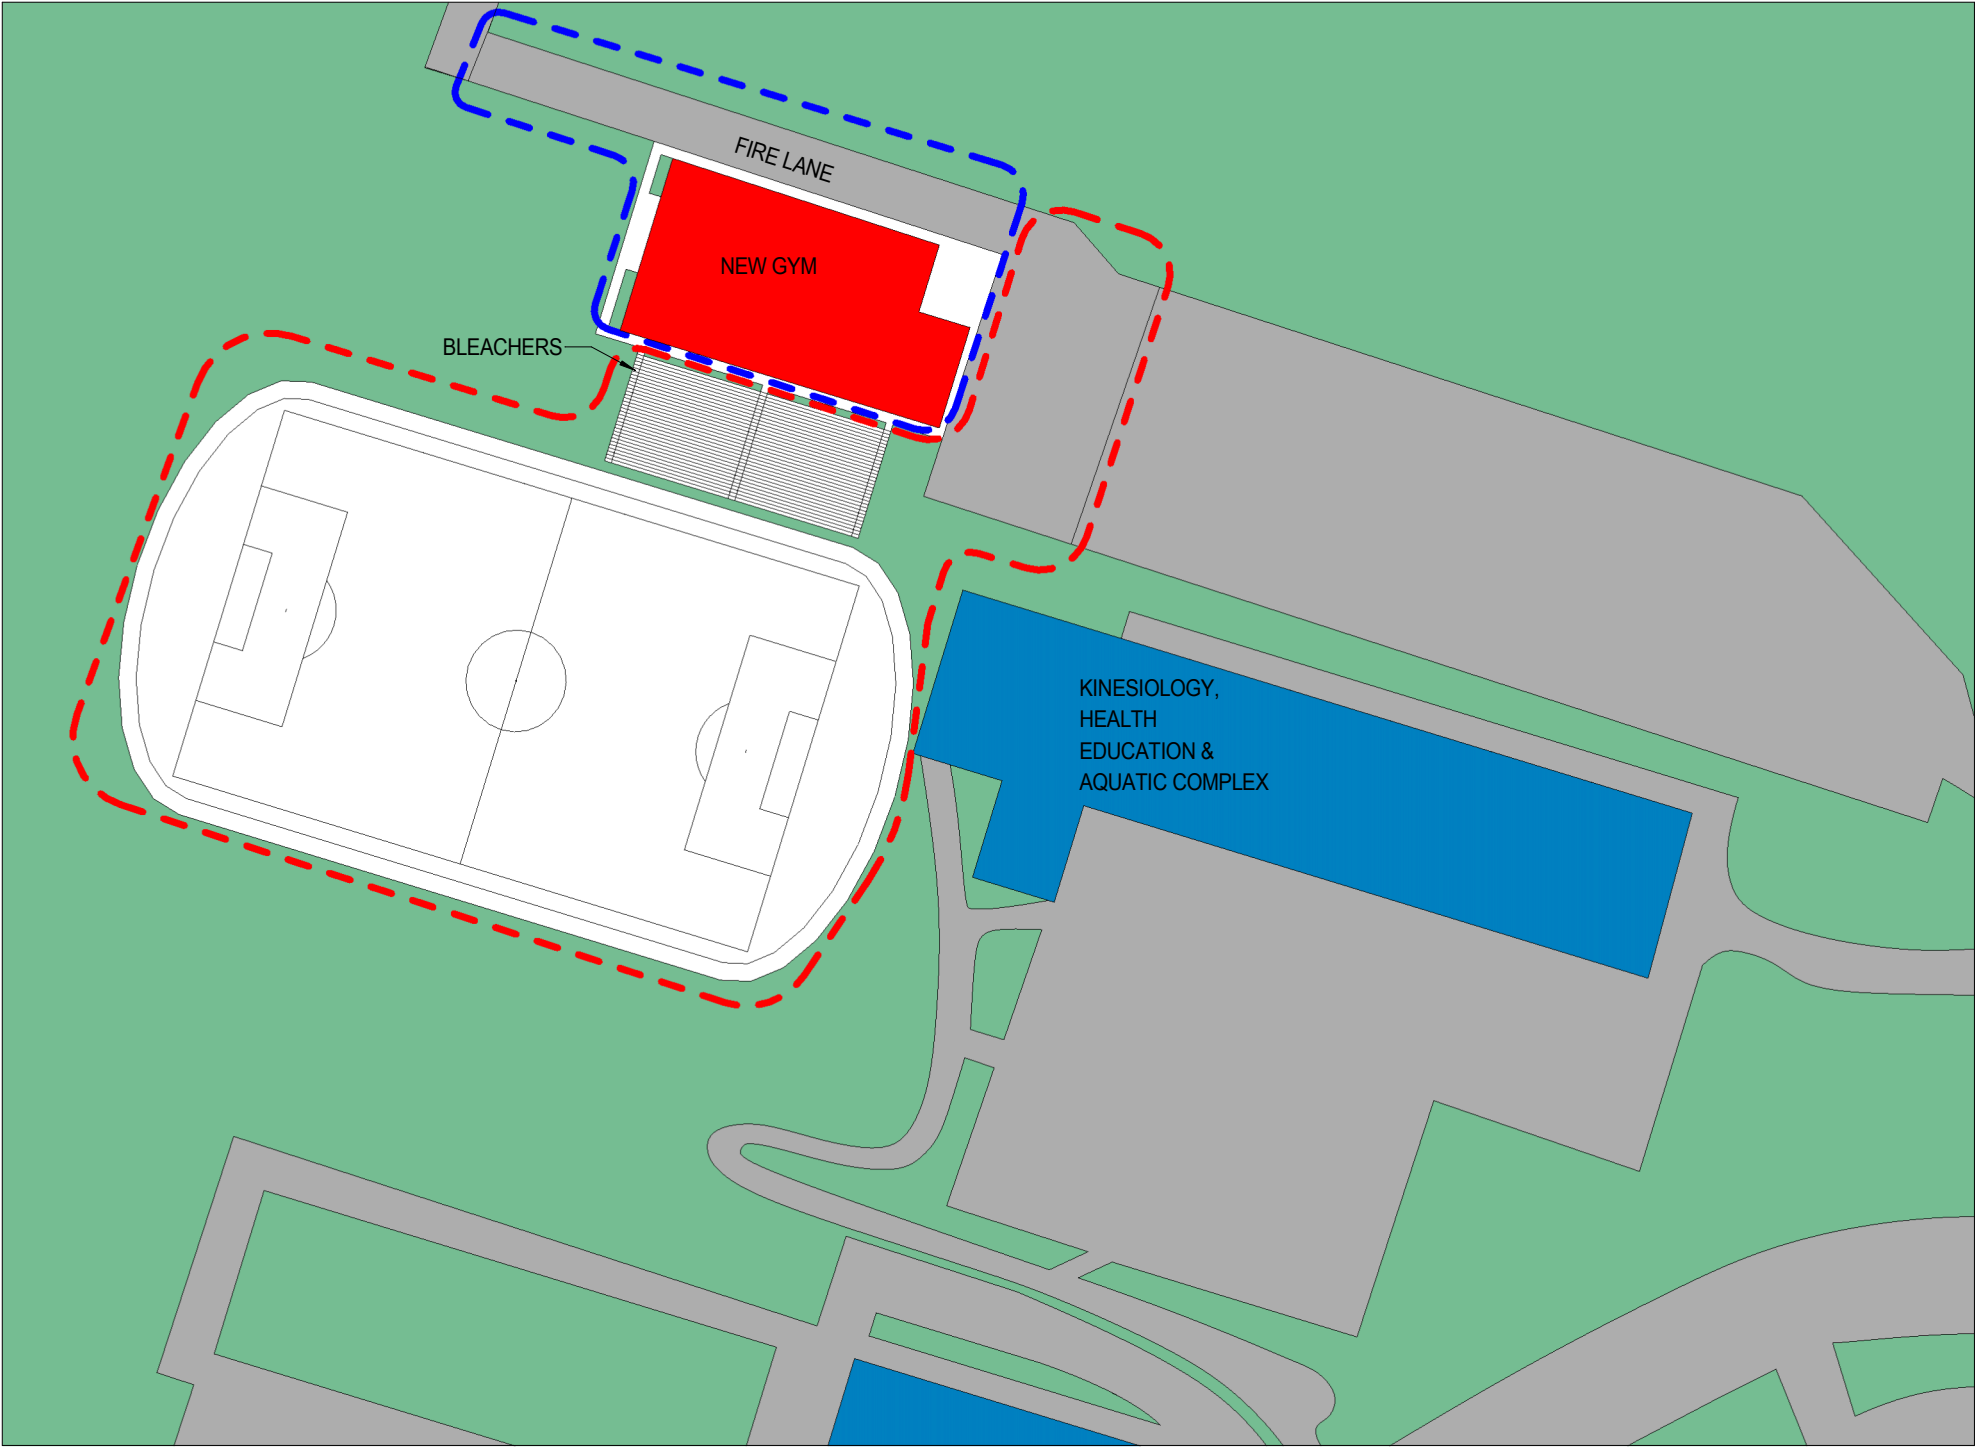 FIRE LANE
NEW GYM
BLEACHERS
KINESIOLOGY,
HEALTH
EDUCATION &
AQUATIC COMPLEX